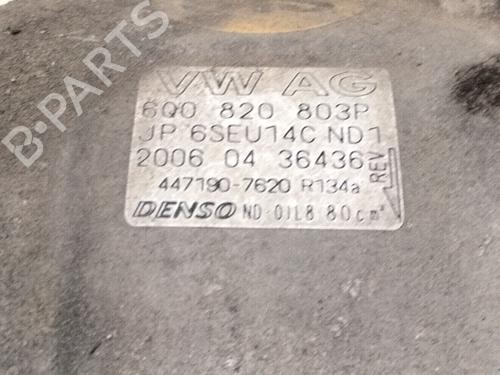 B-PARTS
VW AG
6Q0 820 803P
JP 6SEU14C ND1
2006 04 36436
REV
447190-7620 R134a
DENSO ND-OIL8 80cm³